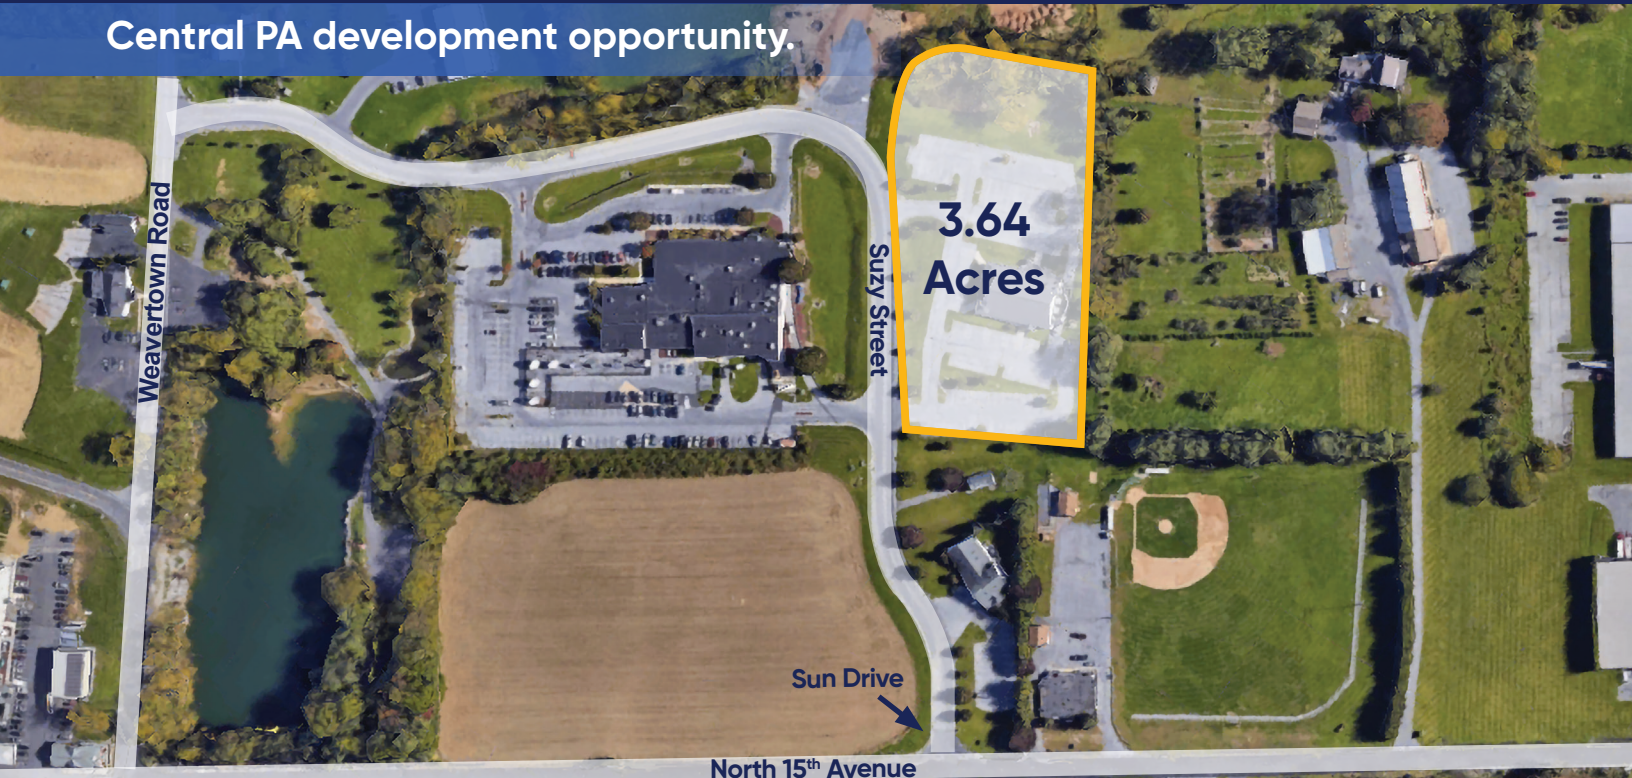 Central PA development opportunity.
Weavertown Road
Suzy Street
3.64
Acres
Sun Drive
North 15th Avenue